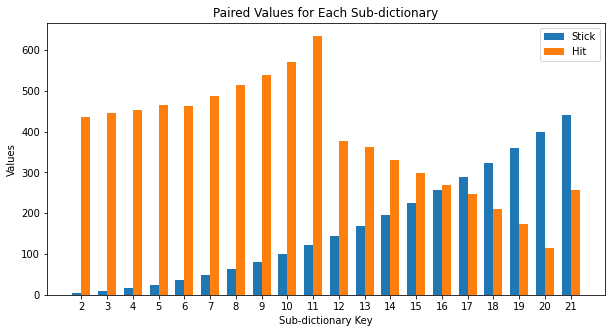 Paired Values for Each Sub-dictionary
Stick
Hit
Values
600
500
400
300
200
100
0
2 3 4 5 6 7 8 9 10 11 12 13 14 15 16 17 18 19 20 21
Sub-dictionary Key